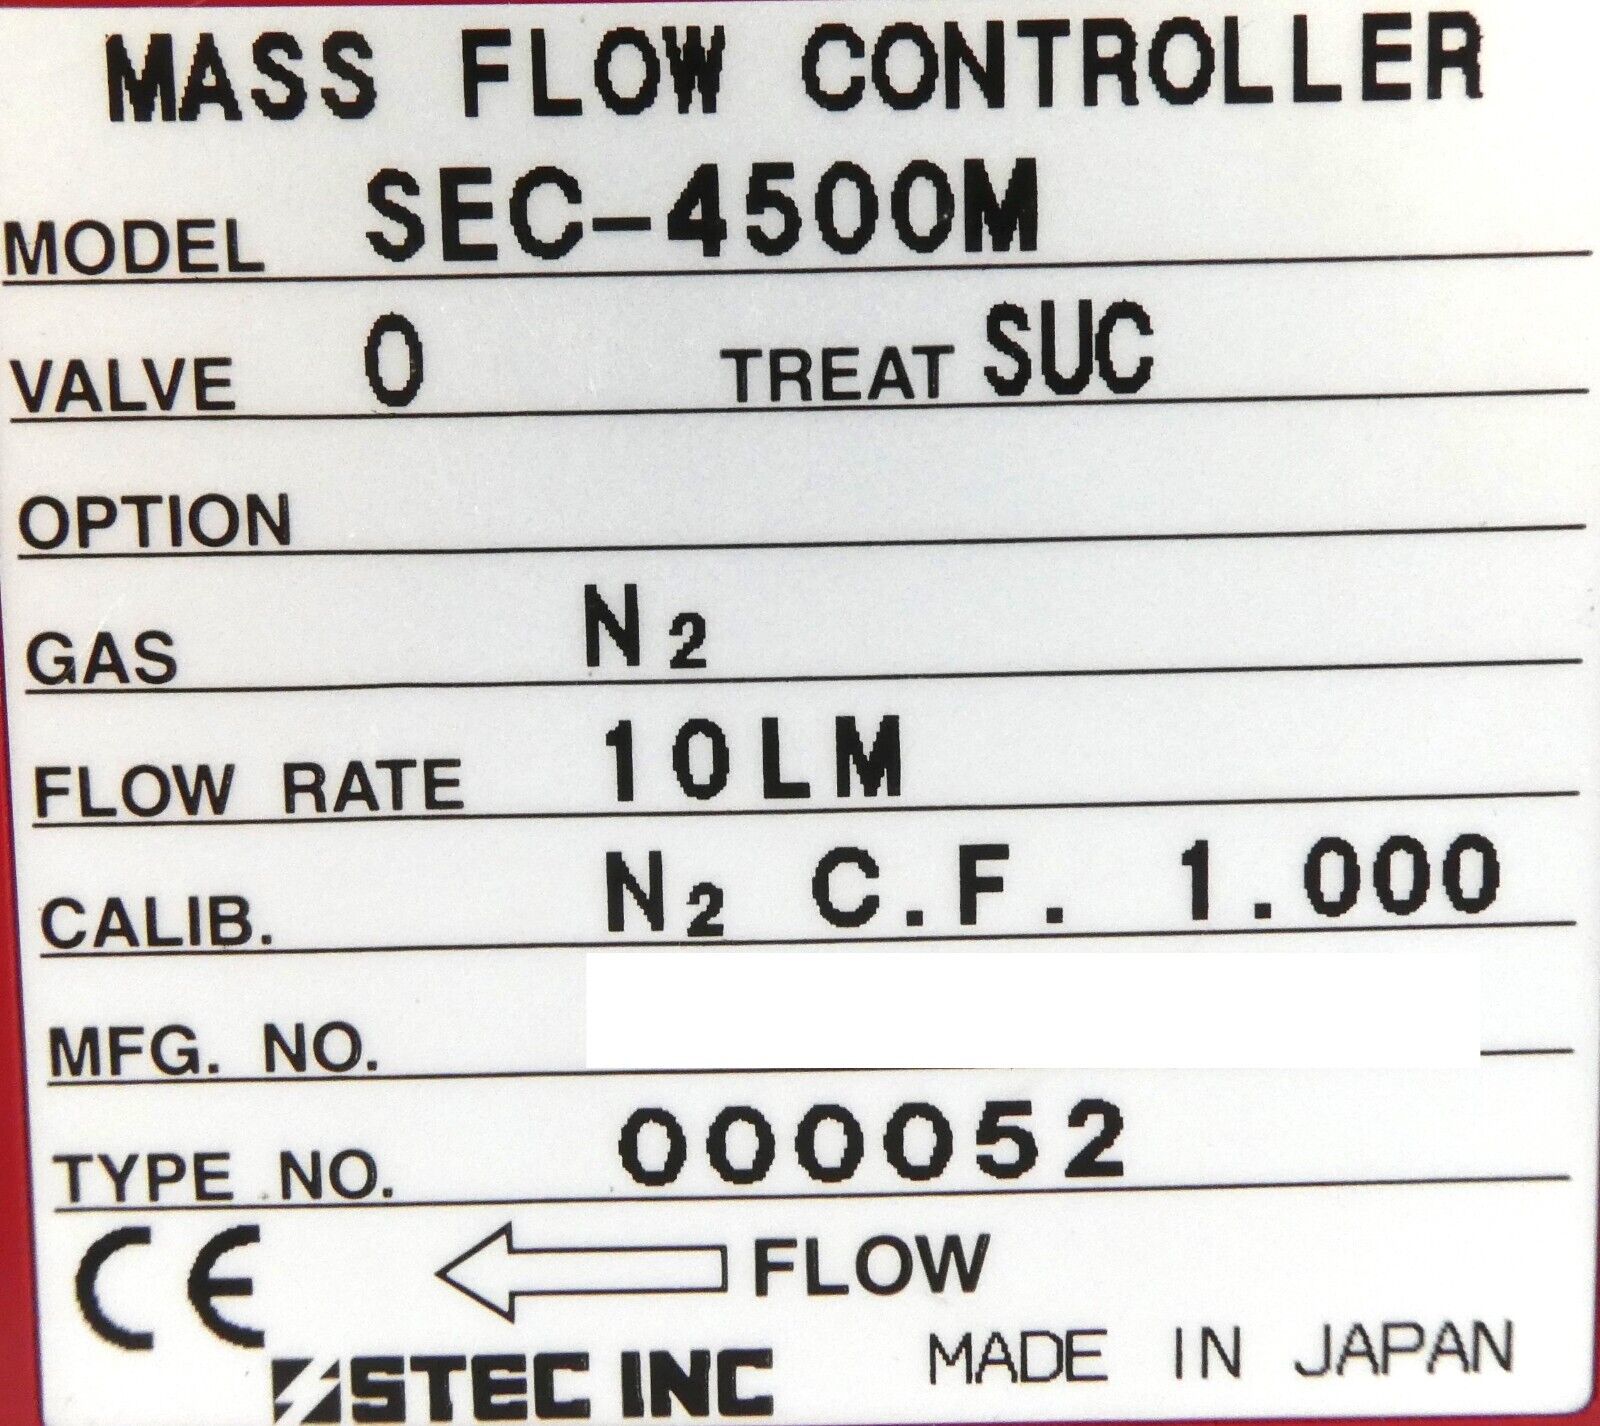 MASS FLOW CONTROLLER
MODEL SEC-4500M
VALVE O TREAT SUC
OPTION
GAS N₂
FLOW RATE 10LM
CALIB. N₂ C.F. 1.000
MFG. NO.
TYPE NO. 000052
CE FLOW
STEC INC MADE IN JAPAN